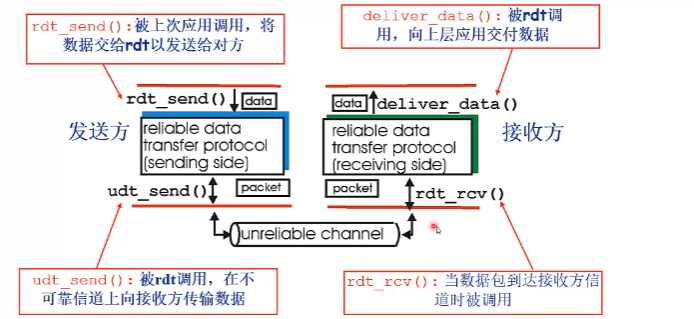 rdt_send()：被上次应用调用，将
数据交给rdt以发送给对方
deliver_data()：被rdt调
用，向上层应用交付数据
rdt_send()
data
data
deliver_data()
发送方
reliable data
transfer protocol
(sending side)
reliable data
transfer protocol
(receiving side)
接收方
udt_send()
packet
packet
rdt_rcv()
unreliable channel
udt_send()：被rdt调用，在不
可靠信道上向接收方传输数据
rdt_rcv()：当数据包到达接收方信
道时被调用